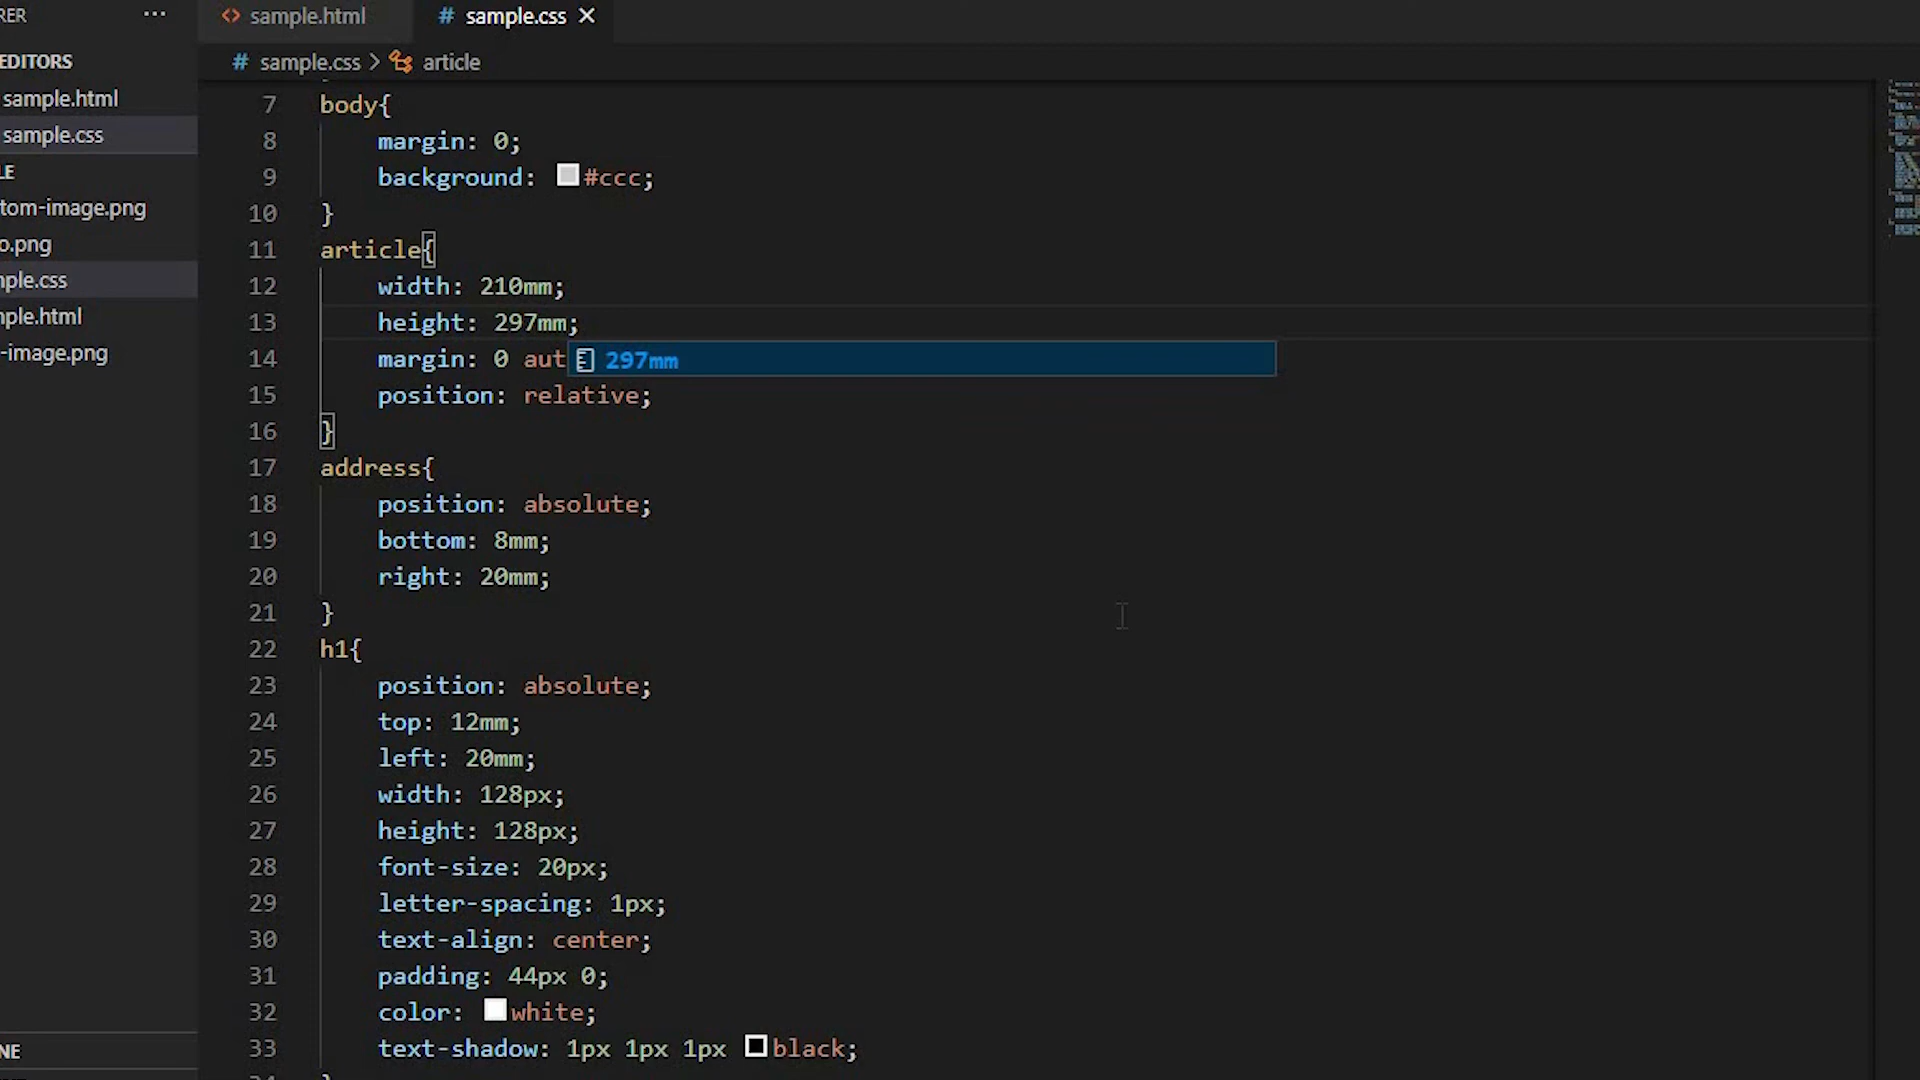 RER ...
sample.html
# sample.css
EDITORS
sample.html
sample.css
LE
tom-image.png
o.png
mple.css
mple.html
-image.png
NE
# sample.css > article
7 body{
8 margin: 0;
9 background: #ccc;
10 }
11 article{
12 width: 210mm;
13 height: 297mm;
14 margin: 0 aut
297mm
15 position: relative;
16 }
17 address{
18 position: absolute;
19 bottom: 8mm;
20 right: 20mm;
21 }
22 h1{
23 position: absolute;
24 top: 12mm;
25 left: 20mm;
26 width: 128px;
27 height: 128px;
28 font-size: 20px;
29 letter-spacing: 1px;
30 text-align: center;
31 padding: 44px 0;
32 color: white;
33 text-shadow: 1px 1px 1px black;